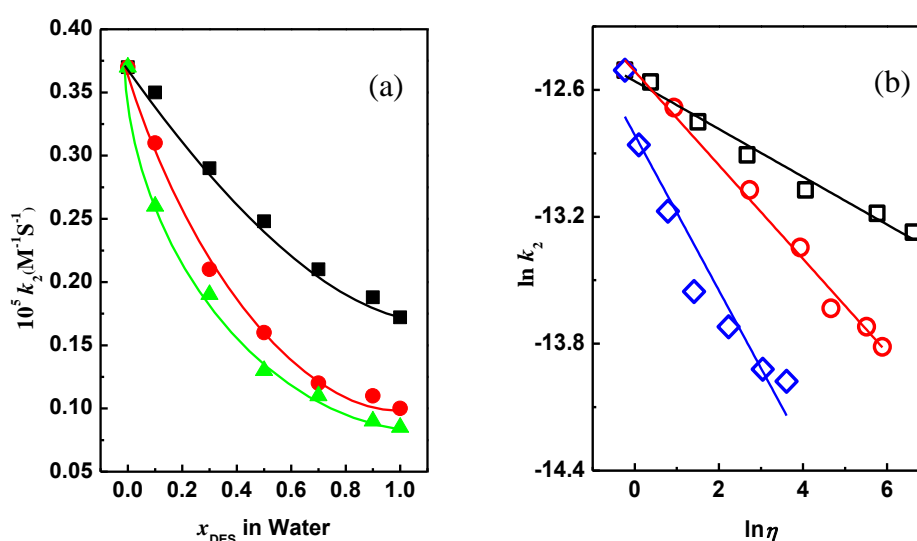 (a)
10⁵ k₂(M⁻¹S⁻¹)
0.40
0.35
0.30
0.25
0.20
0.15
0.10
0.05
0.0 0.2 0.4 0.6 0.8 1.0
x_DES in Water
(b)
ln k₂
-12.6
-13.2
-13.8
-14.4
0 2 4 6
lnη